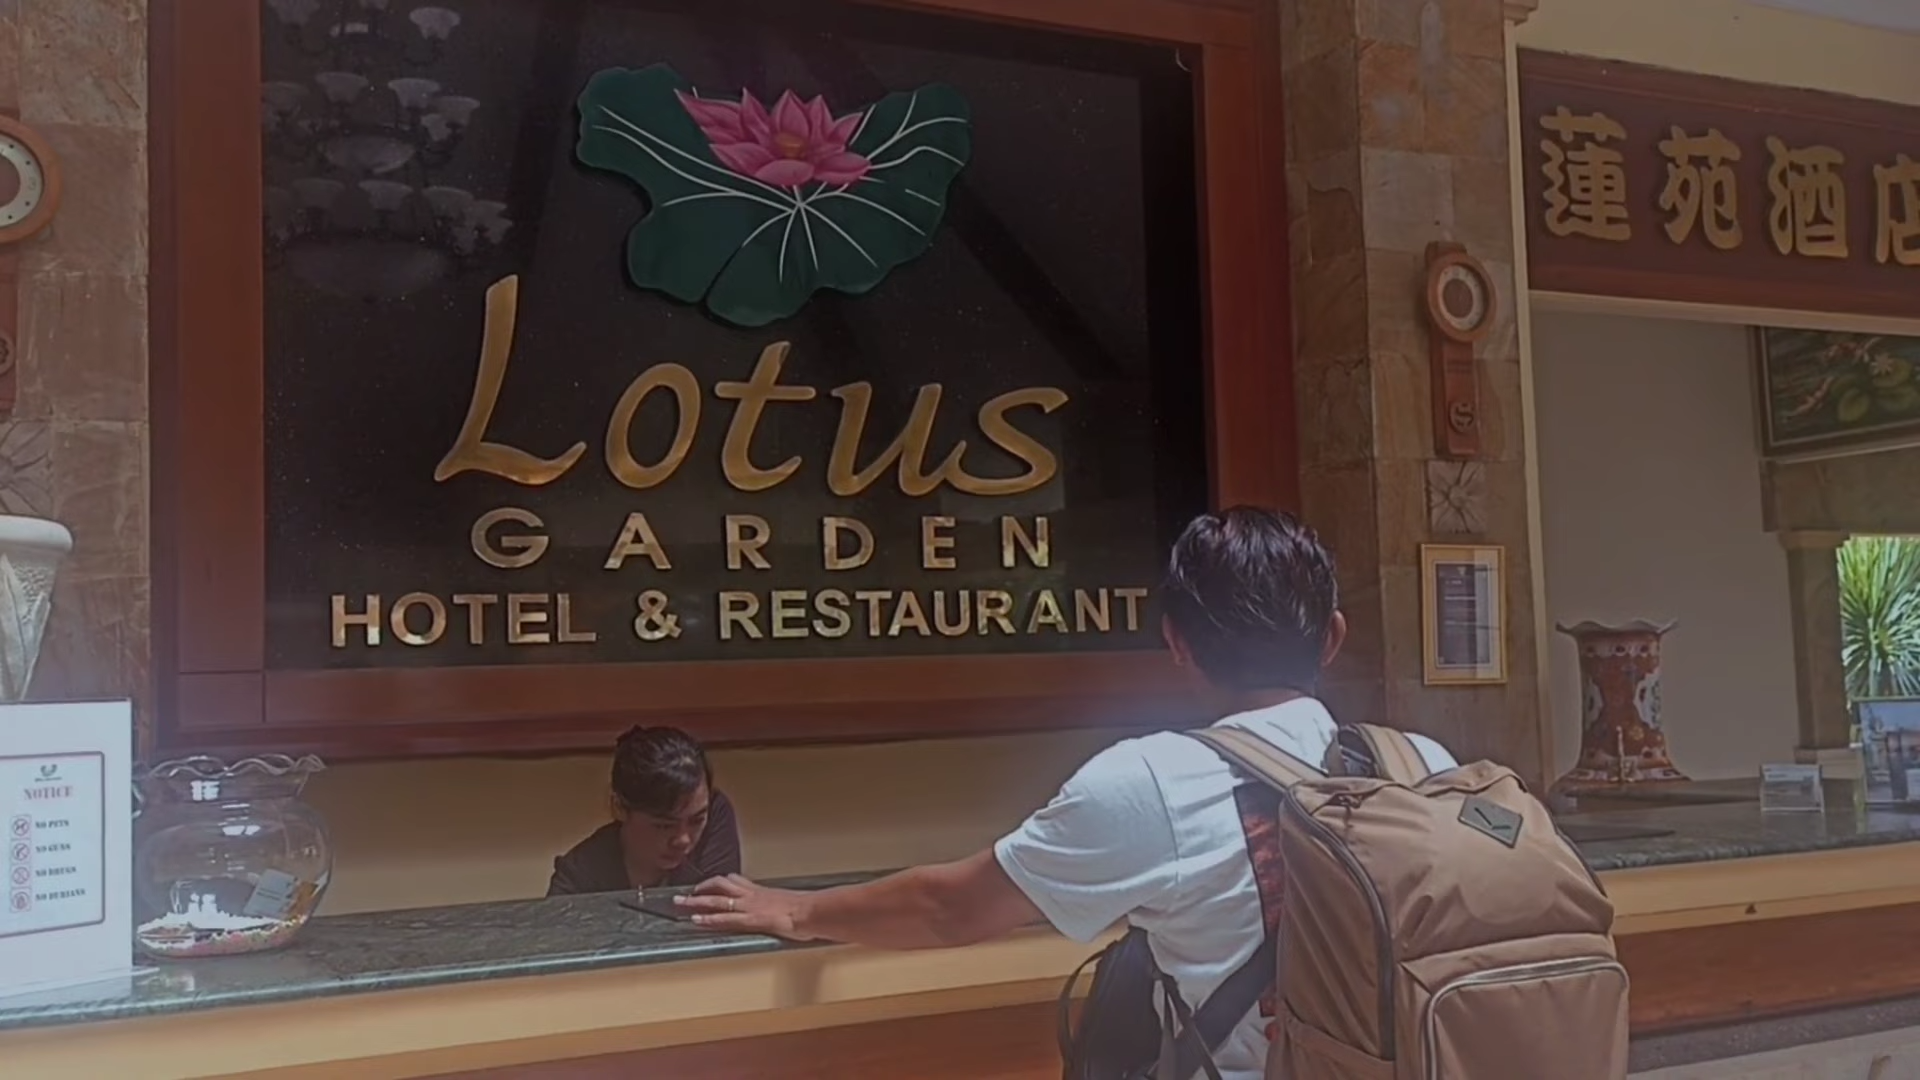 Lotus
GARDEN
HOTEL & RESTAURANT
蓮苑酒店
NOTICE
NO PETS
NO GUNS
NO DRUGS
NO DURIANS